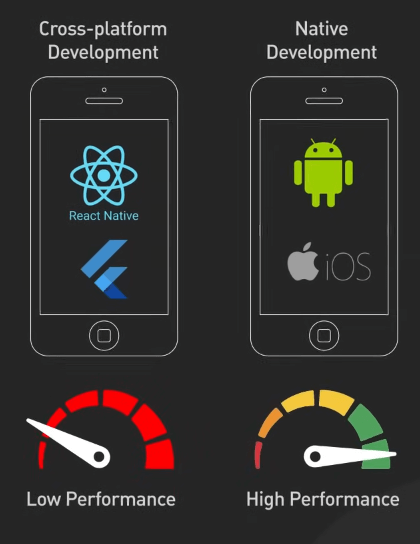 Cross-platform
Development
Native
Development
React Native
iOS
Low Performance
High Performance